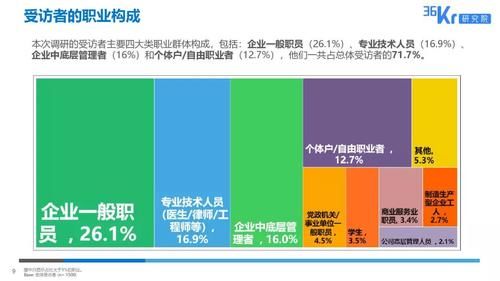 受访者的职业构成
36Kr 研究院
本次调研的受访者主要四大类职业群体构成，包括：企业一般职员（26.1%）、专业技术人员（16.9%）、
企业中底层管理者（16%）和个体户/自由职业者（12.7%），他们一共占总体受访者的71.7%。
企业一般职
员 ，26.1%
专业技术人员
（医生/律师/工
程师等），
16.9%
企业中底层管
理者 ，16.0%
个体户/自由职业者 ，
12.7%
其他,
5.3%
党政机关/
事业单位一
般职员，
4.5%
学生，
3.5%
商业服务业
职员, 3.4%
制造生产
型企业工
人 ，
2.7%
公司高层管理人员 ，2.1%
9
Base: 全体受访者 (n= 1508)